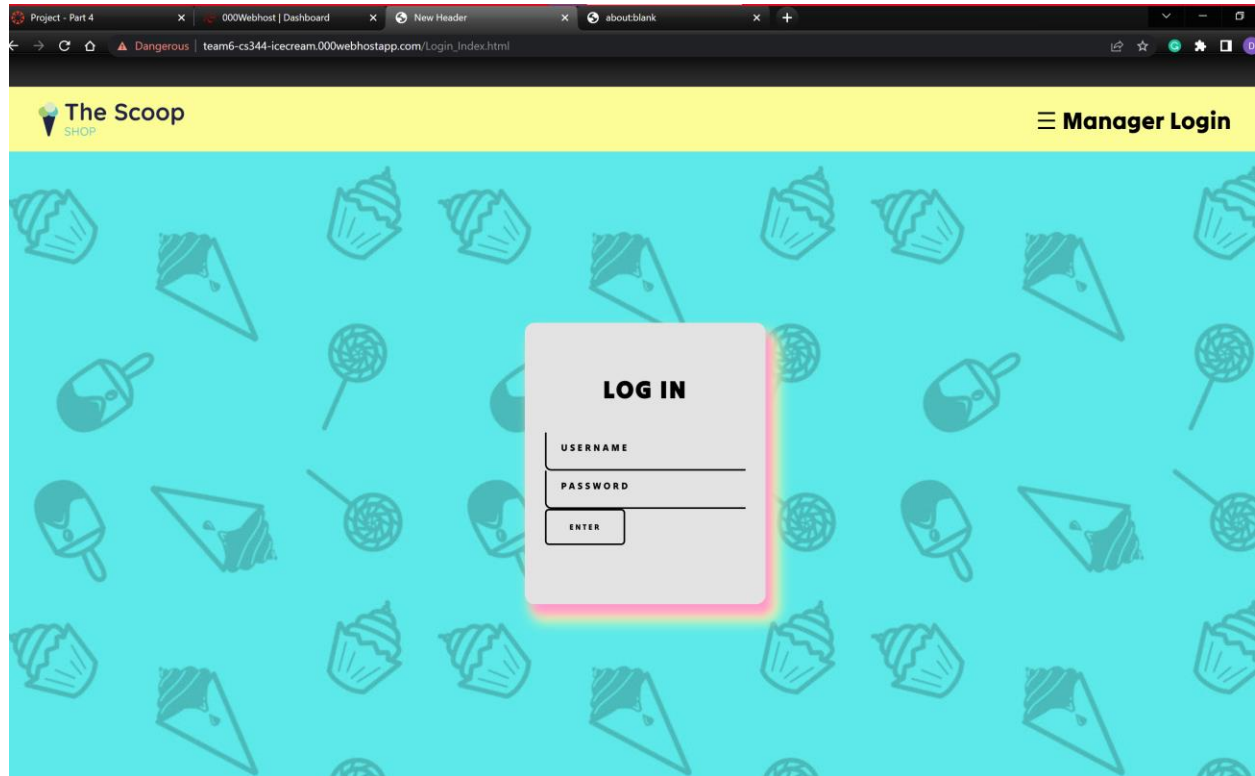 Project - Part 4
000Webhost | Dashboard
New Header
about:blank
Dangerous
team6-cs344-icecream.000webhostapp.com/Login_Index.html
D
The Scoop
SHOP
☰ Manager Login
LOG IN
USERNAME
PASSWORD
ENTER